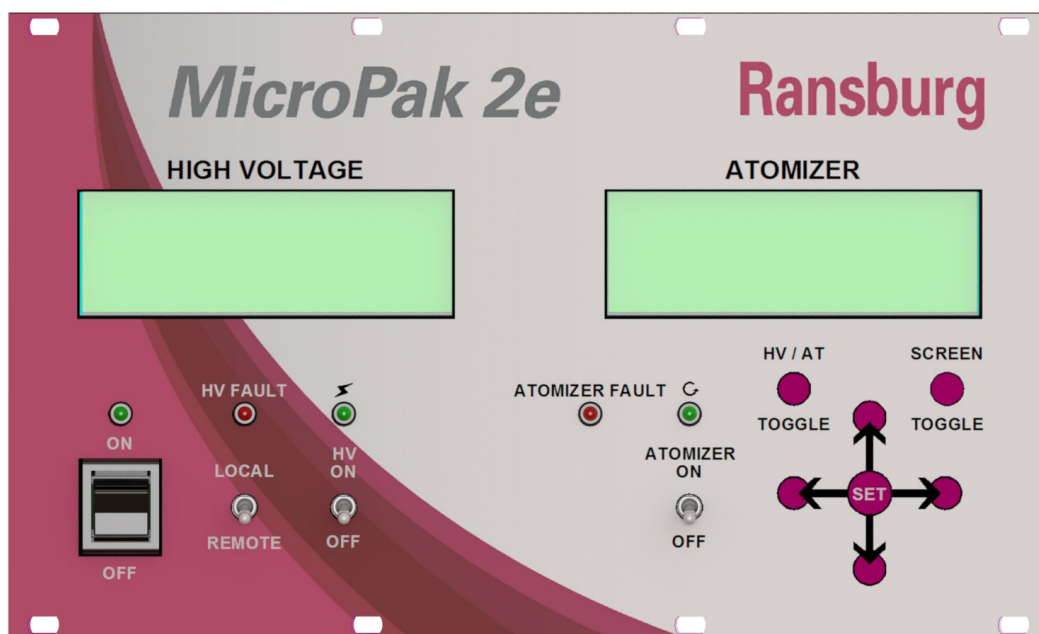 MicroPak 2e
Ransburg
HIGH VOLTAGE
ATOMIZER
HV / AT
SCREEN
TOGGLE
TOGGLE
HV FAULT
ATOMIZER FAULT
ON
HV
ON
ATOMIZER
ON
LOCAL
REMOTE
OFF
OFF
OFF
SET